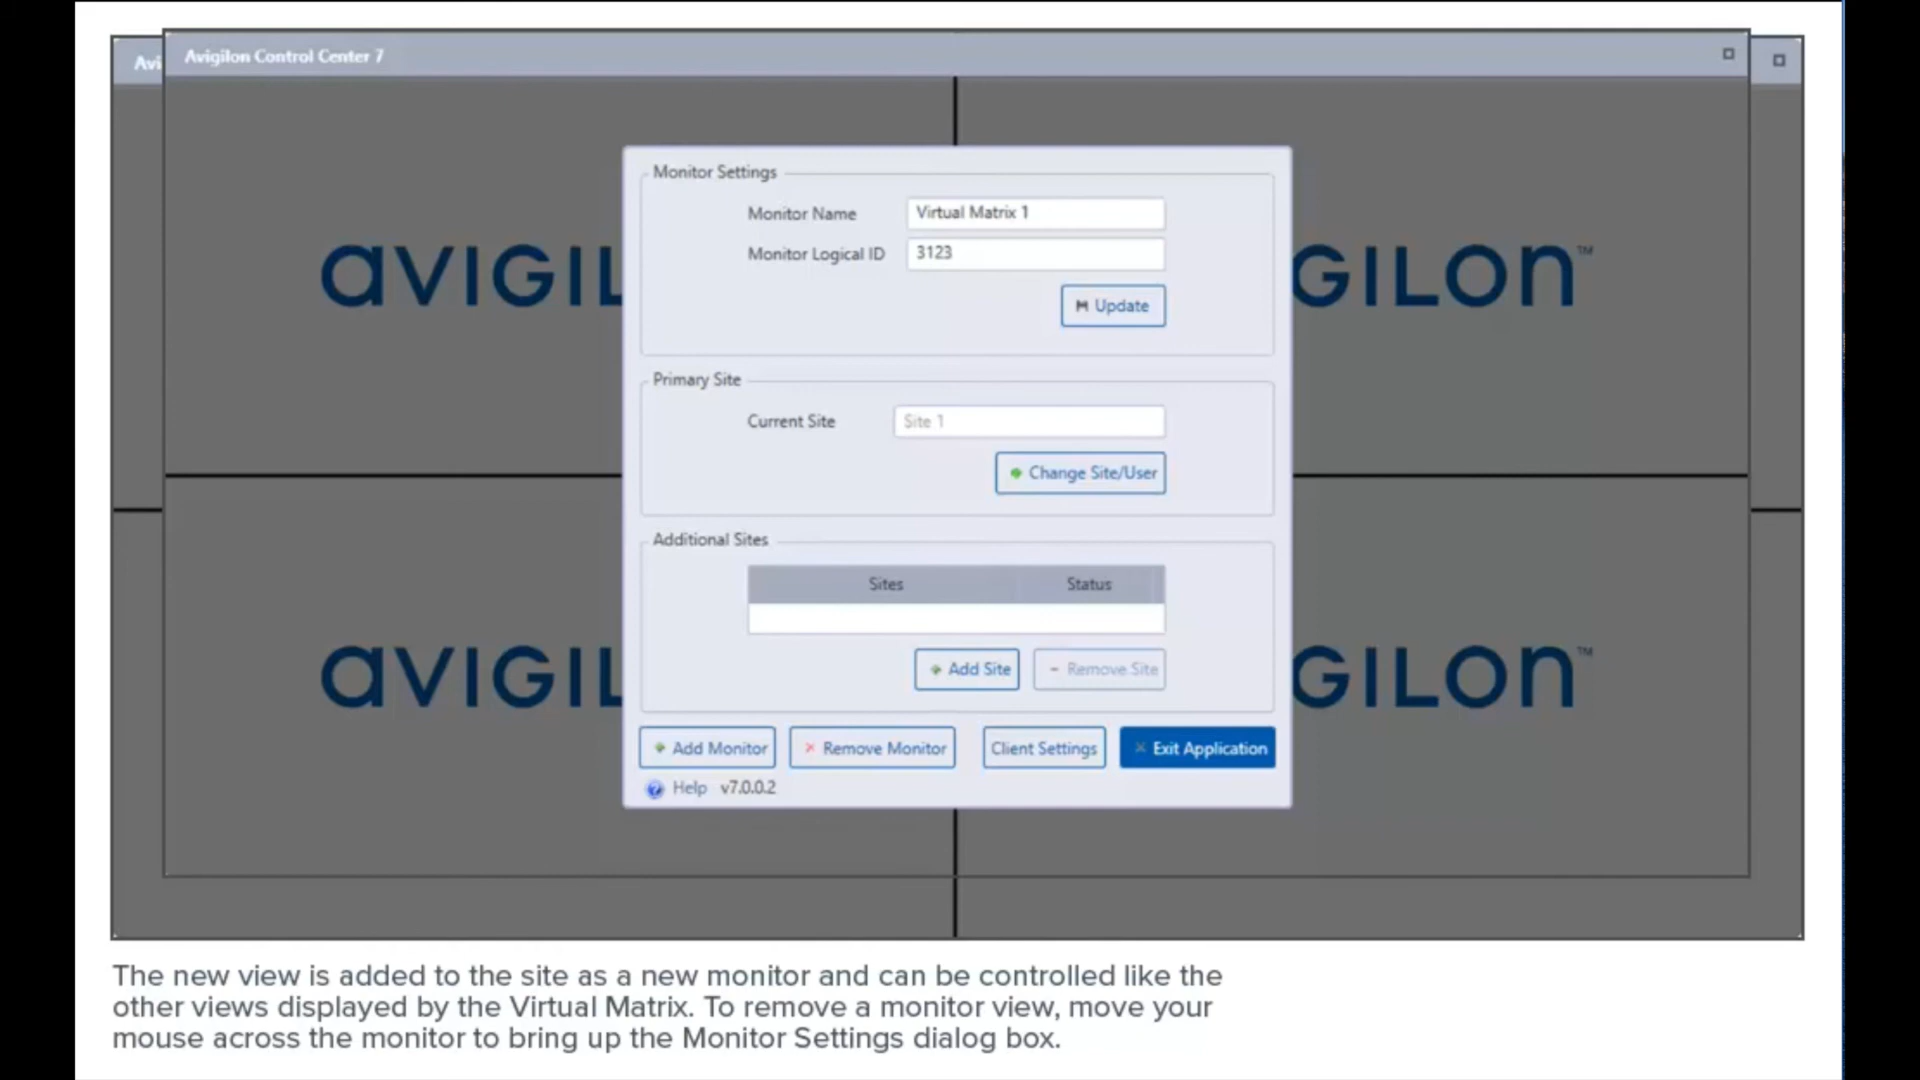 Avi
Avigilon Control Center 7
Monitor Settings
Monitor Name
Virtual Matrix 1
Monitor Logical ID
3123
Update
Primary Site
Current Site
Site 1
Change Site/User
Additional Sites
Sites Status
Add Site
Remove Site
Add Monitor
Remove Monitor
Client Settings
Exit Application
Help v7.0.0.2
AVIGIL GILON™
AVIGIL GILON™
The new view is added to the site as a new monitor and can be controlled like the
other views displayed by the Virtual Matrix. To remove a monitor view, move your
mouse across the monitor to bring up the Monitor Settings dialog box.